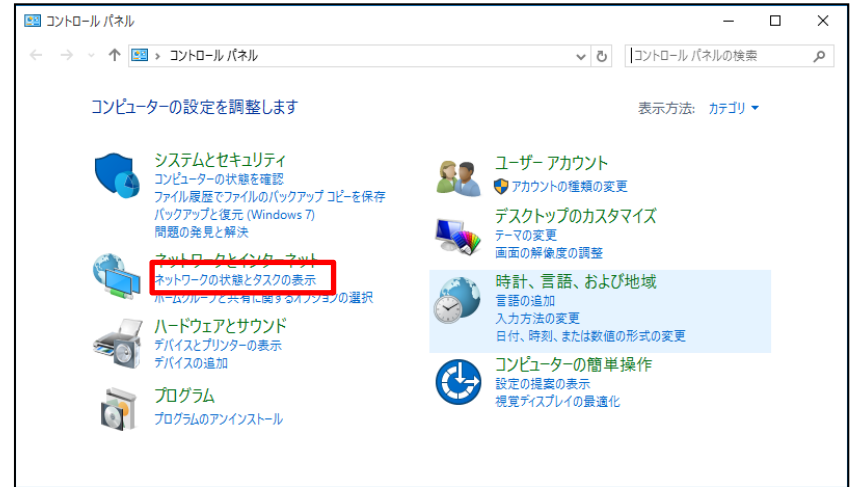 コントロール パネル
コントロール パネル
コントロール パネルの検索
コンピューターの設定を調整します
表示方法: カテゴリ
システムとセキュリティ
コンピューターの状態を確認
ファイル履歴でファイルのバックアップ コピーを保存
バックアップと復元 (Windows 7)
問題の発見と解決
ネットワークとインターネット
ネットワークの状態とタスクの表示
ホームグループと共有に関するオプションの選択
ハードウェアとサウンド
デバイスとプリンターの表示
デバイスの追加
プログラム
プログラムのアンインストール
ユーザー アカウント
アカウントの種類の変更
デスクトップのカスタマイズ
テーマの変更
画面の解像度の調整
時計、言語、および地域
言語の追加
入力方法の変更
日付、時刻、または数値の形式の変更
コンピューターの簡単操作
設定の提案の表示
視覚ディスプレイの最適化